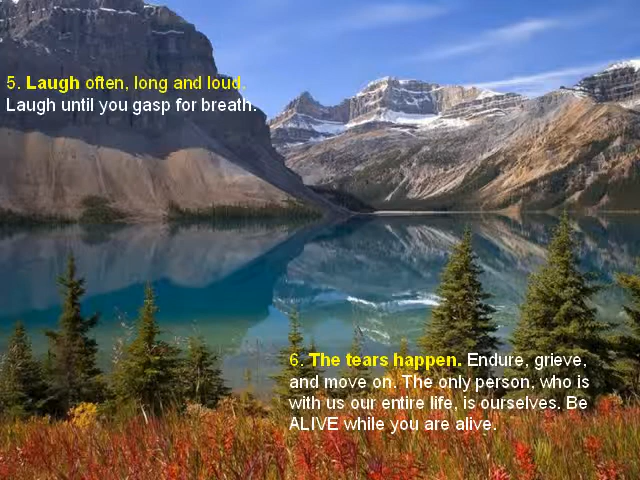 5. Laugh often, long and loud.
Laugh until you gasp for breath.
6. The tears happen. Endure, grieve,
and move on. The only person, who is
with us our entire life, is ourselves. Be
ALIVE while you are alive.